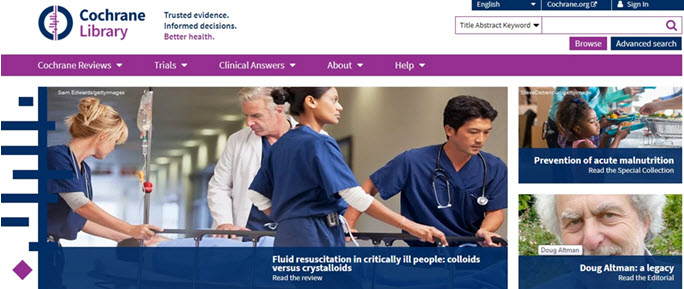 English
Cochrane.org
Sign In
Cochrane
Library
Trusted evidence.
Informed decisions.
Better health.
Title Abstract Keyword
Browse
Advanced search
Cochrane Reviews
Trials
Clinical Answers
About
Help
Sam Edwards/gettyimages
Fluid resuscitation in critically ill people: colloids
versus crystalloids
Read the review
Prevention of acute malnutrition
Read the Special Collection
Doug Altman
Doug Altman: a legacy
Read the Editorial